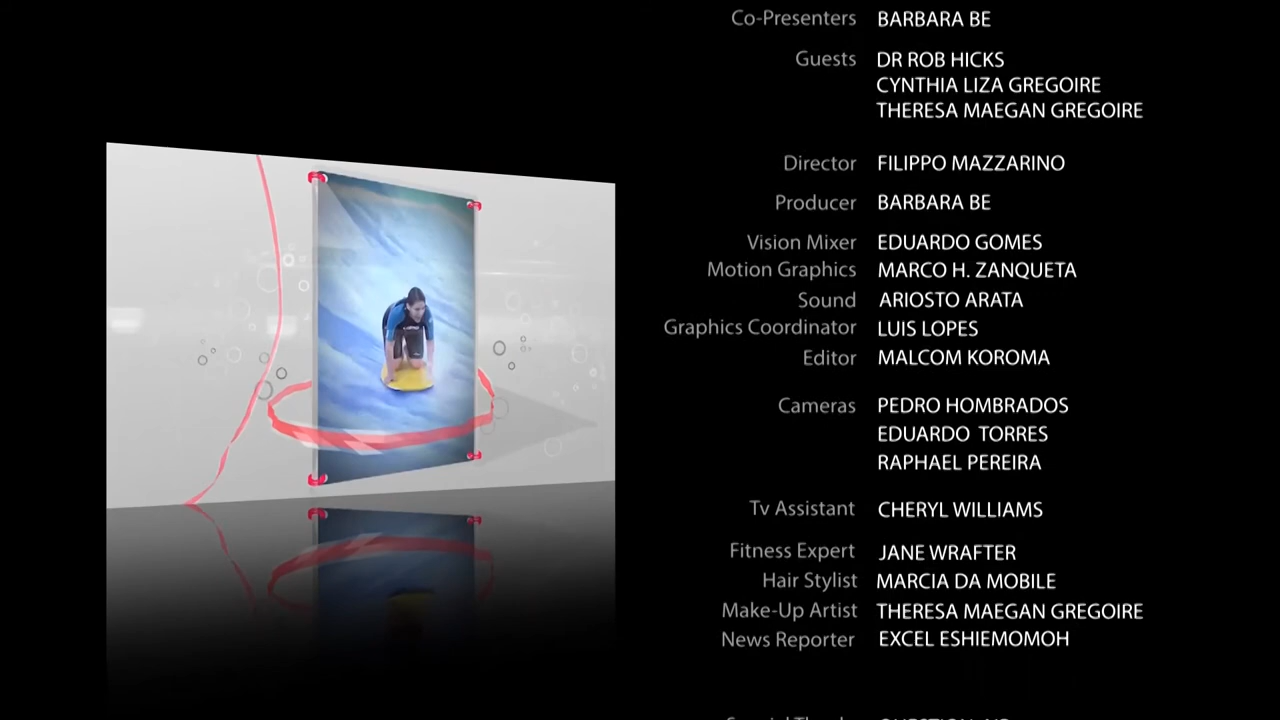 Co-Presenters BARBARA BE
Guests DR ROB HICKS
CYNTHIA LIZA GREGOIRE
THERESA MAEGAN GREGOIRE
Director FILIPPO MAZZARINO
Producer BARBARA BE
Vision Mixer EDUARDO GOMES
Motion Graphics MARCO H. ZANQUETA
Sound ARIOSTO ARATA
Graphics Coordinator LUIS LOPES
Editor MALCOM KOROMA
Cameras PEDRO HOMBRADOS
EDUARDO TORRES
RAPHAEL PEREIRA
Tv Assistant CHERYL WILLIAMS
Fitness Expert JANE WRAFTER
Hair Stylist MARCIA DA MOBILE
Make-Up Artist THERESA MAEGAN GREGOIRE
News Reporter EXCEL ESHIEMOMOH